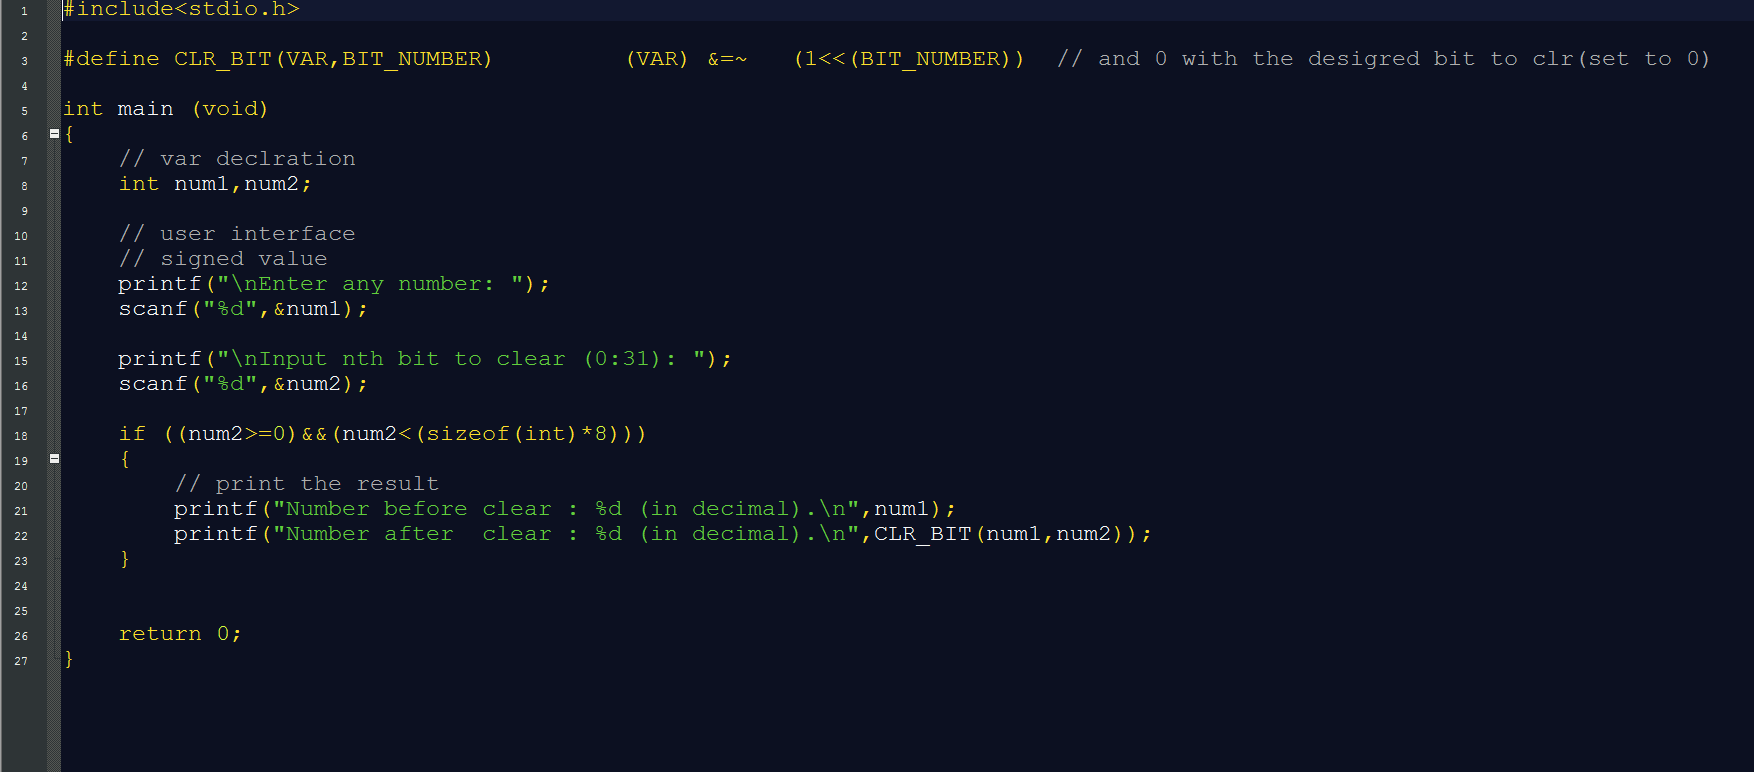 1 #include<stdio.h>
2
3 #define CLR_BIT(VAR,BIT_NUMBER)          (VAR) &=~   (1<<(BIT_NUMBER))  // and 0 with the desigred bit to clr(set to 0)
4
5 int main (void)
6 {
7     // var declration
8     int num1,num2;
9
10     // user interface
11     // signed value
12     printf("\nEnter any number: ");
13     scanf("%d",&num1);
14
15     printf("\nInput nth bit to clear (0:31): ");
16     scanf("%d",&num2);
17
18     if ((num2>=0)&&(num2<(sizeof(int)*8)))
19     {
20         // print the result
21         printf("Number before clear : %d (in decimal).\n",num1);
22         printf("Number after  clear : %d (in decimal).\n",CLR_BIT(num1,num2));
23     }
24
25
26     return 0;
27 }